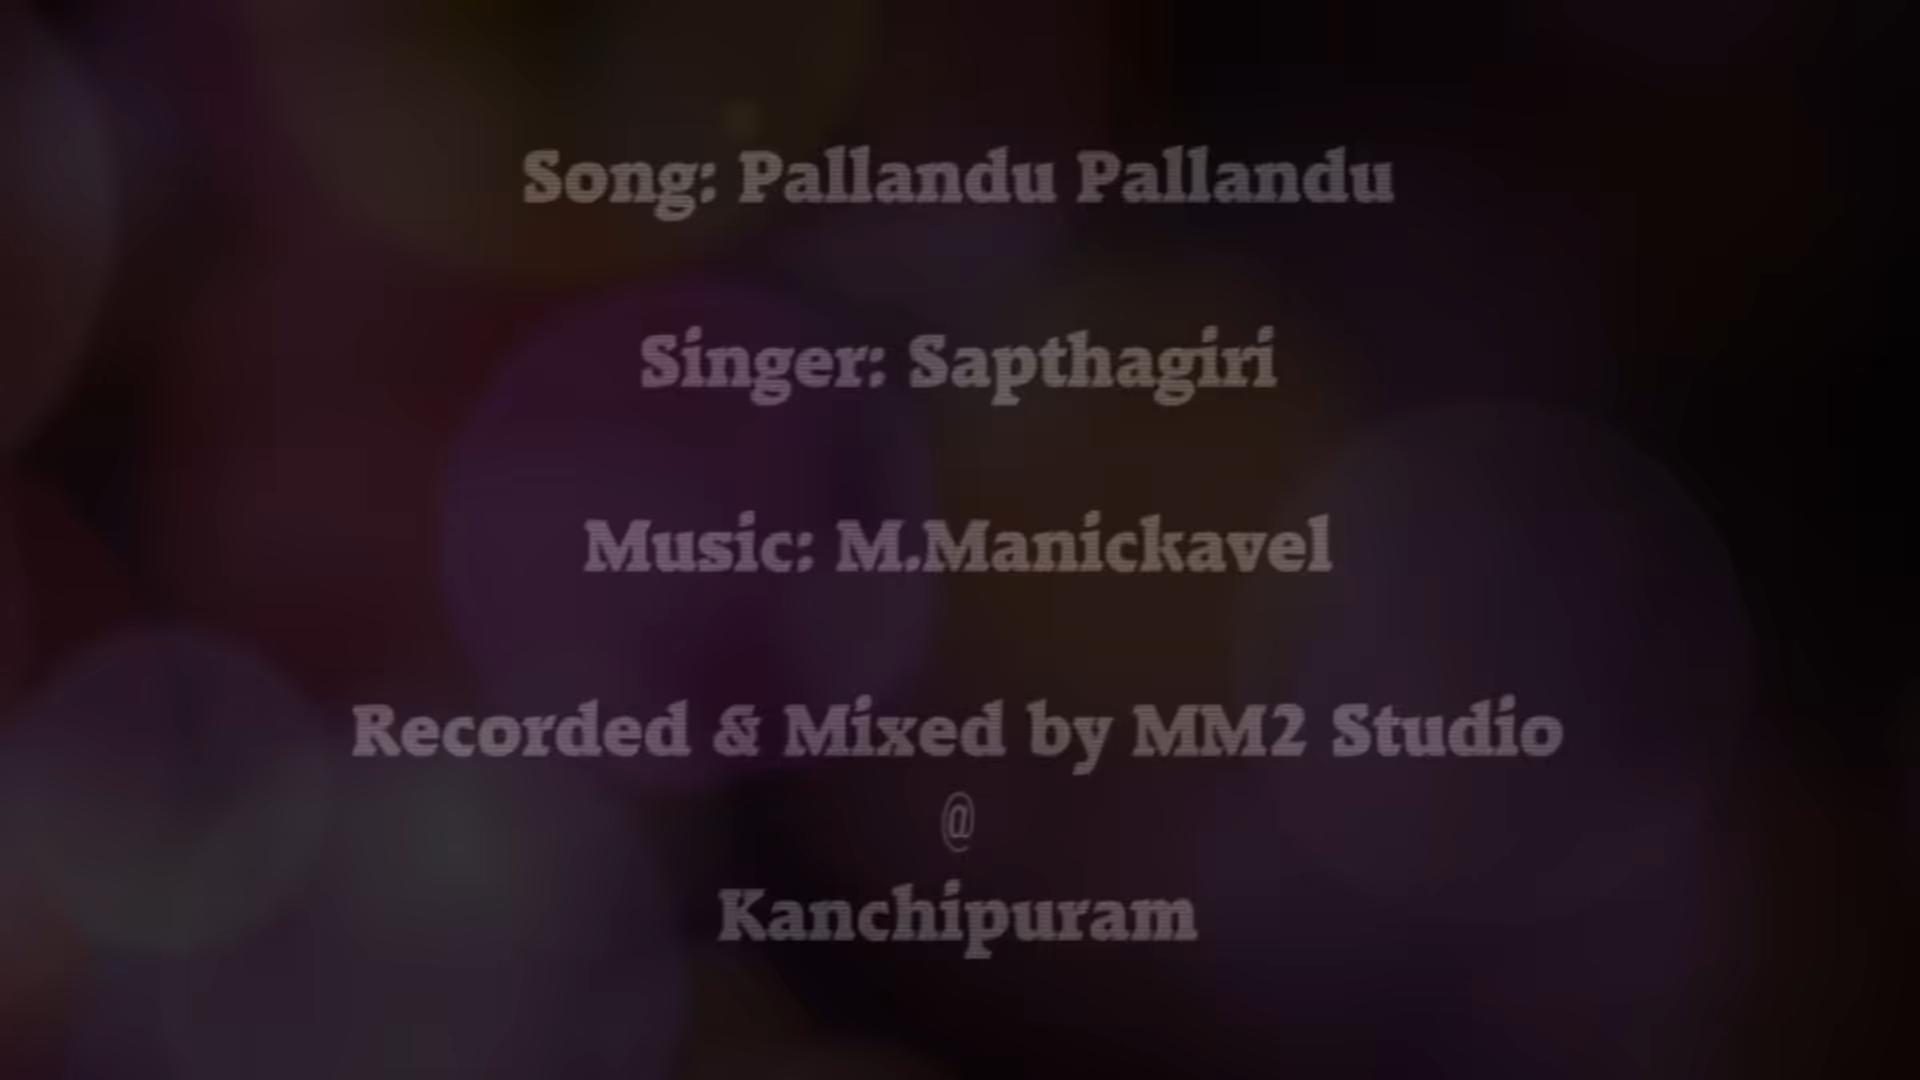 Song: Pallandu Pallandu
Singer: Sapthagiri
Music: M.Manickavel
Recorded & Mixed by MM2 Studio
@
Kanchipuram